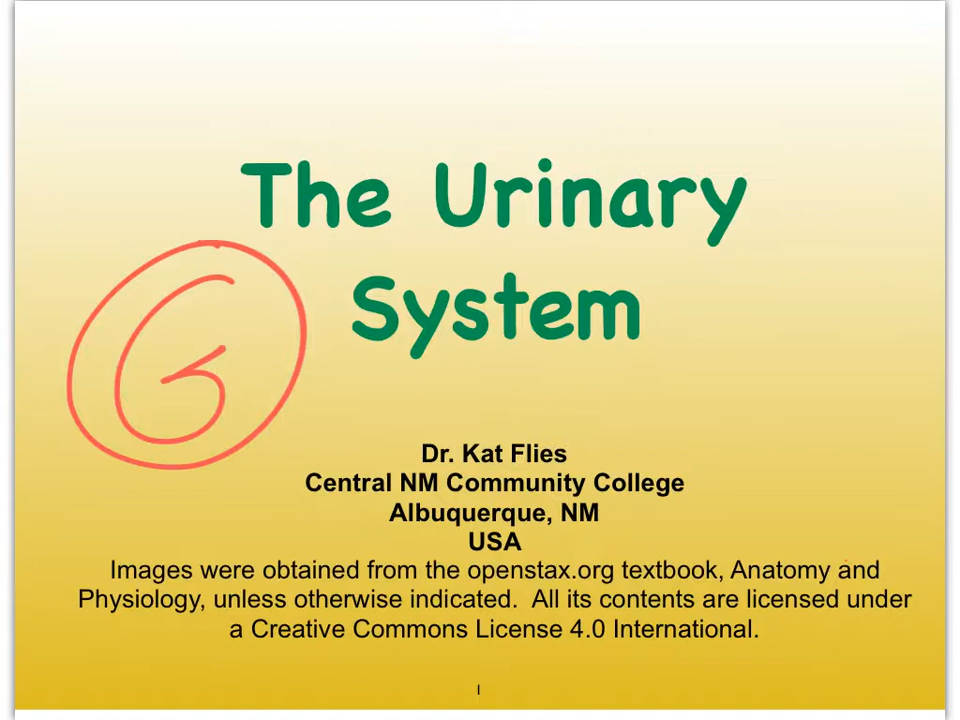 The Urinary
System
G
Dr. Kat Flies
Central NM Community College
Albuquerque, NM
USA
Images were obtained from the openstax.org textbook, Anatomy and
Physiology, unless otherwise indicated.  All its contents are licensed under
a Creative Commons License 4.0 International.
1